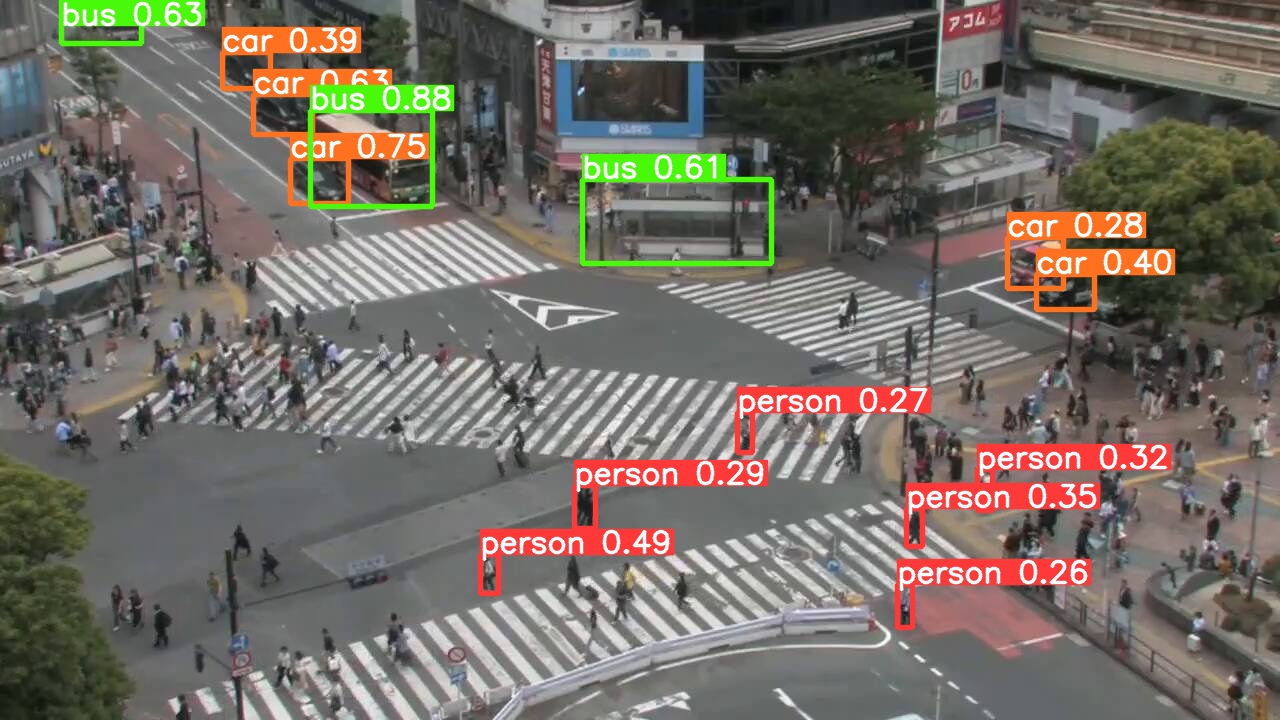 bus 0.63
car 0.39
car 0.63
bus 0.88
car 0.75
bus 0.61
アコム
car 0.28
car 0.40
person 0.27
person 0.29
person 0.32
person 0.35
person 0.49
person 0.26